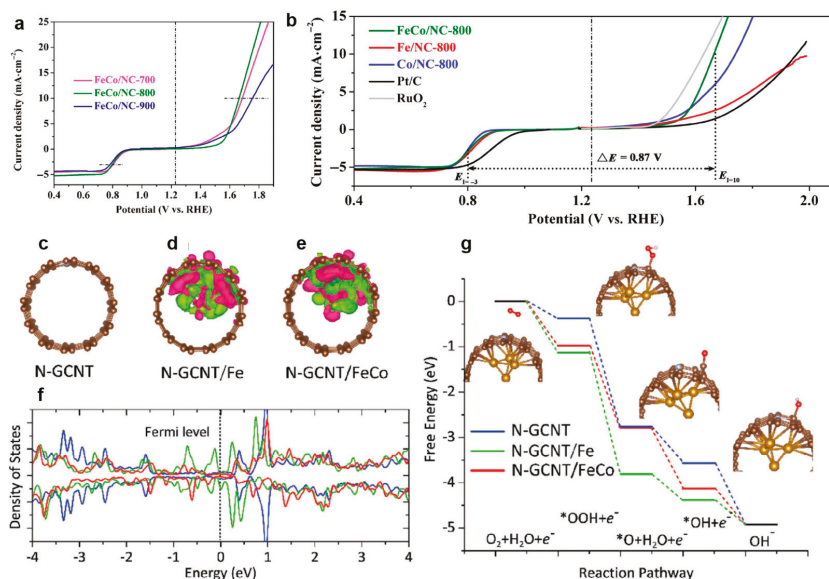 a
Current density (mA·cm⁻²)
25
20
15
10
5
0
−5
FeCo/NC-700
FeCo/NC-800
FeCo/NC-900
0.4 0.6 0.8 1.0 1.2 1.4 1.6 1.8
Potential (V vs. RHE)
b
Current density (mA·cm⁻²)
15
10
5
0
−5
FeCo/NC-800
Fe/NC-800
Co/NC-800
Pt/C
RuO₂
△E = 0.87 V
E i=−3
E i=10
0.4 0.8 1.2 1.6 2.0
Potential (V vs. RHE)
c
N-GCNT
d
N-GCNT/Fe
e
N-GCNT/FeCo
f
Density of States
Fermi level
-4 -3 -2 -1 0 1 2 3 4
Energy (eV)
g
Free Energy (eV)
0
-1
-2
-3
-4
-5
N-GCNT
N-GCNT/Fe
N-GCNT/FeCo
O₂+H₂O+e⁻
*OOH+e⁻
*O+H₂O+e⁻
*OH+e⁻
OH⁻
Reaction Pathway